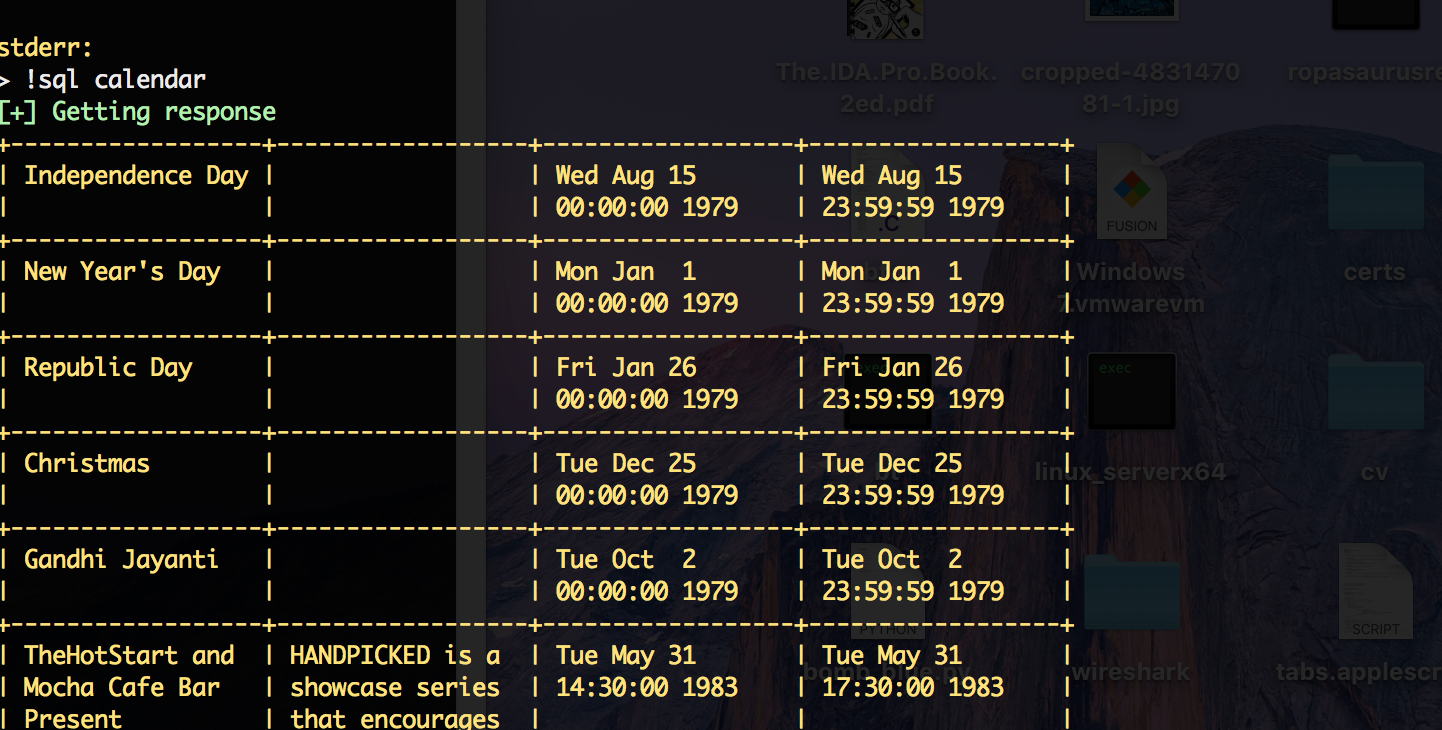 stderr:
> !sql calendar
[+] Getting response
+------------------+------------------+------------------+------------------+
| Independence Day |                  | Wed Aug 15       | Wed Aug 15       |
|                  |                  | 00:00:00 1979    | 23:59:59 1979    |
+------------------+------------------+------------------+------------------+
| New Year's Day   |                  | Mon Jan  1       | Mon Jan  1       |
|                  |                  | 00:00:00 1979    | 23:59:59 1979    |
+------------------+------------------+------------------+------------------+
| Republic Day     |                  | Fri Jan 26       | Fri Jan 26       |
|                  |                  | 00:00:00 1979    | 23:59:59 1979    |
+------------------+------------------+------------------+------------------+
| Christmas        |                  | Tue Dec 25       | Tue Dec 25       |
|                  |                  | 00:00:00 1979    | 23:59:59 1979    |
+------------------+------------------+------------------+------------------+
| Gandhi Jayanti   |                  | Tue Oct  2       | Tue Oct  2       |
|                  |                  | 00:00:00 1979    | 23:59:59 1979    |
+------------------+------------------+------------------+------------------+
| TheHotStart and  | HANDPICKED is a  | Tue May 31       | Tue May 31       |
| Mocha Cafe Bar   | showcase series  | 14:30:00 1983    | 17:30:00 1983    |
| Present          | that encourages  |                  |                  |
The.IDA.Pro.Book.
2ed.pdf
cropped-4831470
81-1.jpg
ropasaurusre
.C
FUSION
Windows
7.vmwarevm
certs
exec
linux_serverx64
cv
PYTHON
wireshark
SCRIPT
tabs.applescr